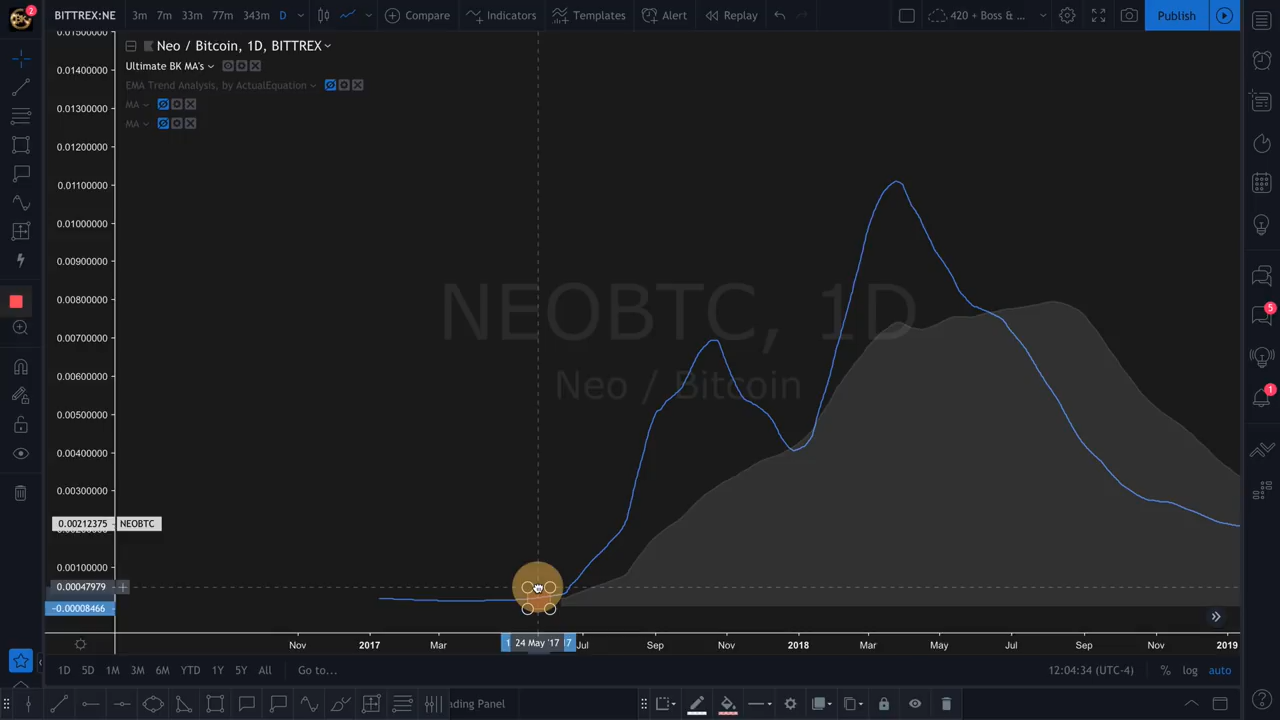 BITTREX:NE 3m 7m 33m 77m 343m D Compare Indicators Templates Alert Replay 420 + Boss & ... Publish
2
Neo / Bitcoin, 1D, BITTREX
Ultimate BK MA's
EMA Trend Analysis, by ActualEquation
MA
MA
0.01500000
0.01400000
0.01300000
0.01200000
0.01100000
0.01000000
0.00900000
0.00800000
0.00700000
0.00600000
0.00500000
0.00400000
0.00300000
0.00212375 NEOBTC
0.00100000
0.00047979
-0.00008466
NEOBTC, 1D
Neo / Bitcoin
5
1
Nov 2017 Mar 24 May '17 17 Jul Sep Nov 2018 Mar May Jul Sep Nov 2019
1D 5D 1M 3M 6M YTD 1Y 5Y All Go to... 12:04:34 (UTC-4) % log auto
ading Panel